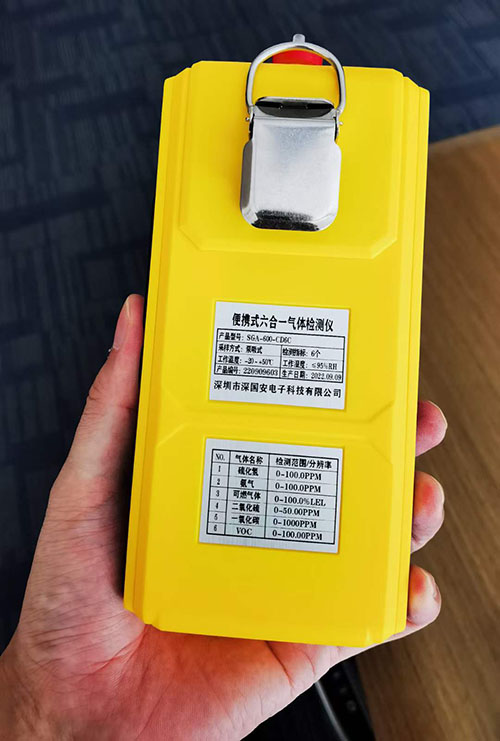 便携式六合一气体检测仪
产品型号: SGA-600-CD6C
采样方式: 泵吸式 检测指标: 6个
工作温度: -20-+50℃ 工作湿度: ≤95%RH
产品编号: 220909603 生产日期: 2022.09.09
深圳市深国安电子科技有限公司
NO. 气体名称 检测范围/分辨率
1 硫化氢 0-100.0PPM
2 氨气 0-100.0PPM
3 可燃气体 0-100.0%LEL
4 二氧化硫 0-50.00PPM
5 一氧化碳 0-1000PPM
6 VOC 0-100.00PPM